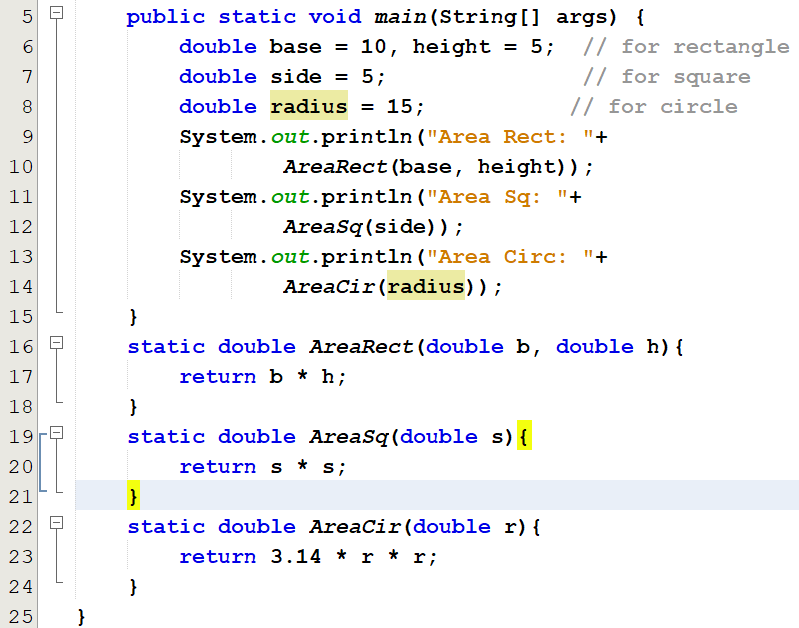 5 public static void main(String[] args) {
6 double base = 10, height = 5; // for rectangle
7 double side = 5; // for square
8 double radius = 15; // for circle
9 System.out.println("Area Rect: "+
10 AreaRect(base, height));
11 System.out.println("Area Sq: "+
12 AreaSq(side));
13 System.out.println("Area Circ: "+
14 AreaCir(radius));
15 }
16 static double AreaRect(double b, double h){
17 return b * h;
18 }
19 static double AreaSq(double s){
20 return s * s;
21 }
22 static double AreaCir(double r){
23 return 3.14 * r * r;
24 }
25 }